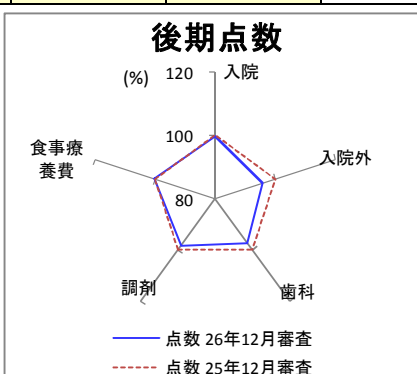 後期点数
(%)
120
入院
100
食事療
養費
入院外
80
調剤
歯科
点数 26年12月審査
点数 25年12月審査